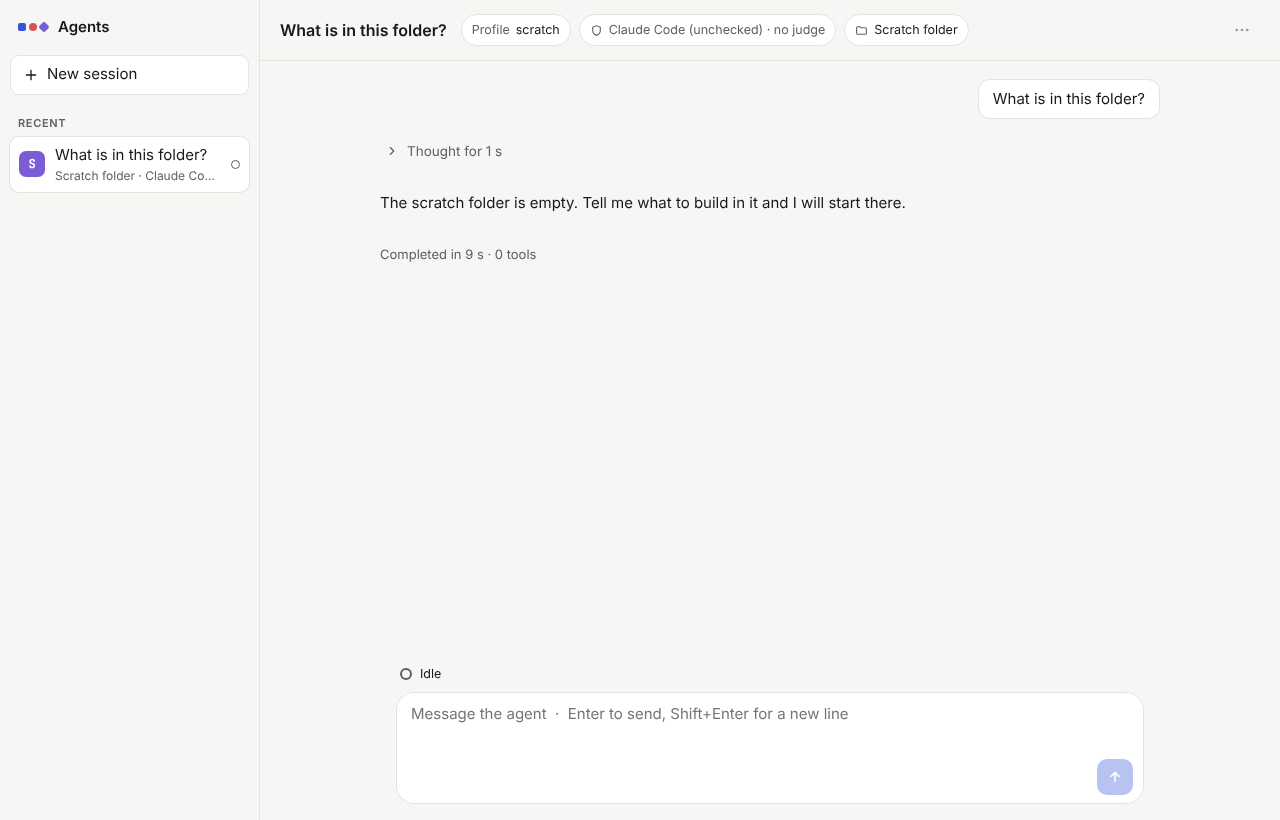 Agents
New session
RECENT
S
What is in this folder?
Scratch folder · Claude Co...
What is in this folder?
Profile scratch
Claude Code (unchecked) · no judge
Scratch folder
What is in this folder?
Thought for 1 s
The scratch folder is empty. Tell me what to build in it and I will start there.
Completed in 9 s · 0 tools
Idle
Message the agent · Enter to send, Shift+Enter for a new line